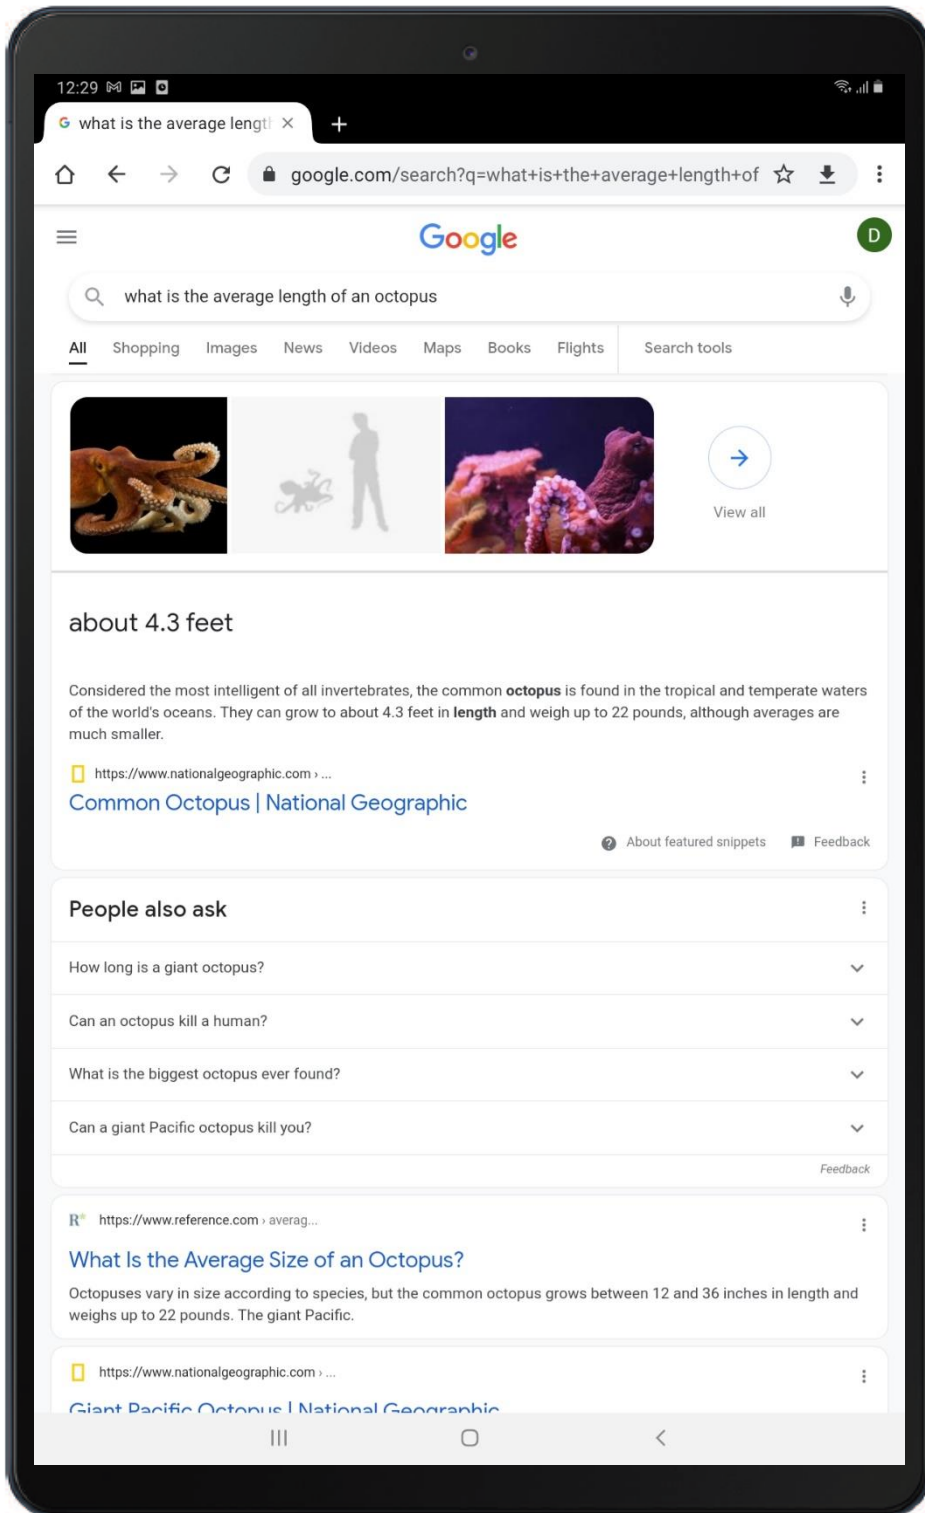 12:29
what is the average lengt
google.com/search?q=what+is+the+average+length+of
Google
D
what is the average length of an octopus
All Shopping Images News Videos Maps Books Flights Search tools
View all
about 4.3 feet
Considered the most intelligent of all invertebrates, the common octopus is found in the tropical and temperate waters
of the world's oceans. They can grow to about 4.3 feet in length and weigh up to 22 pounds, although averages are
much smaller.
https://www.nationalgeographic.com › ...
Common Octopus | National Geographic
About featured snippets Feedback
People also ask
How long is a giant octopus?
Can an octopus kill a human?
What is the biggest octopus ever found?
Can a giant Pacific octopus kill you?
Feedback
R* https://www.reference.com › averag...
What Is the Average Size of an Octopus?
Octopuses vary in size according to species, but the common octopus grows between 12 and 36 inches in length and
weighs up to 22 pounds. The giant Pacific.
https://www.nationalgeographic.com › ...
Giant Pacific Octopus | National Geographic